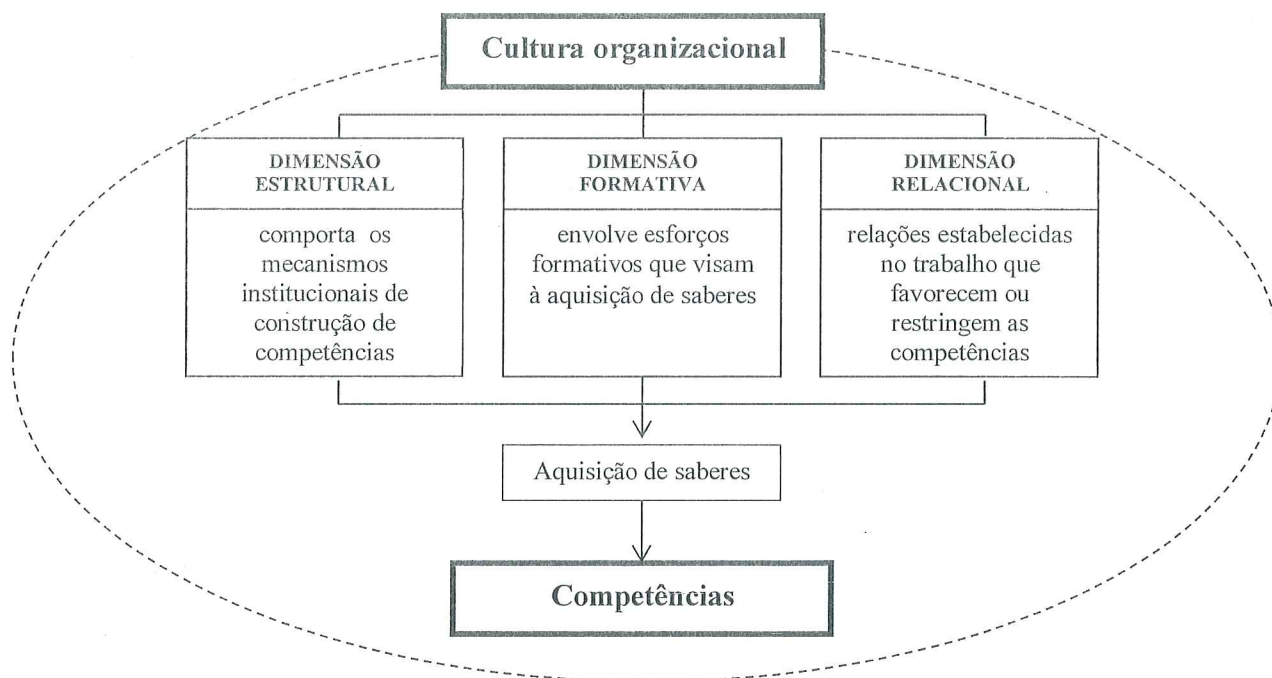 Cultura organizacional
DIMENSÃO
ESTRUTURAL
comporta os
mecanismos
institucionais de
construção de
competências
DIMENSÃO
FORMATIVA
envolve esforços
formativos que visam
à aquisição de saberes
DIMENSÃO
RELACIONAL
relações estabelecidas
no trabalho que
favorecem ou
restringem as
competências
Aquisição de saberes
Competências